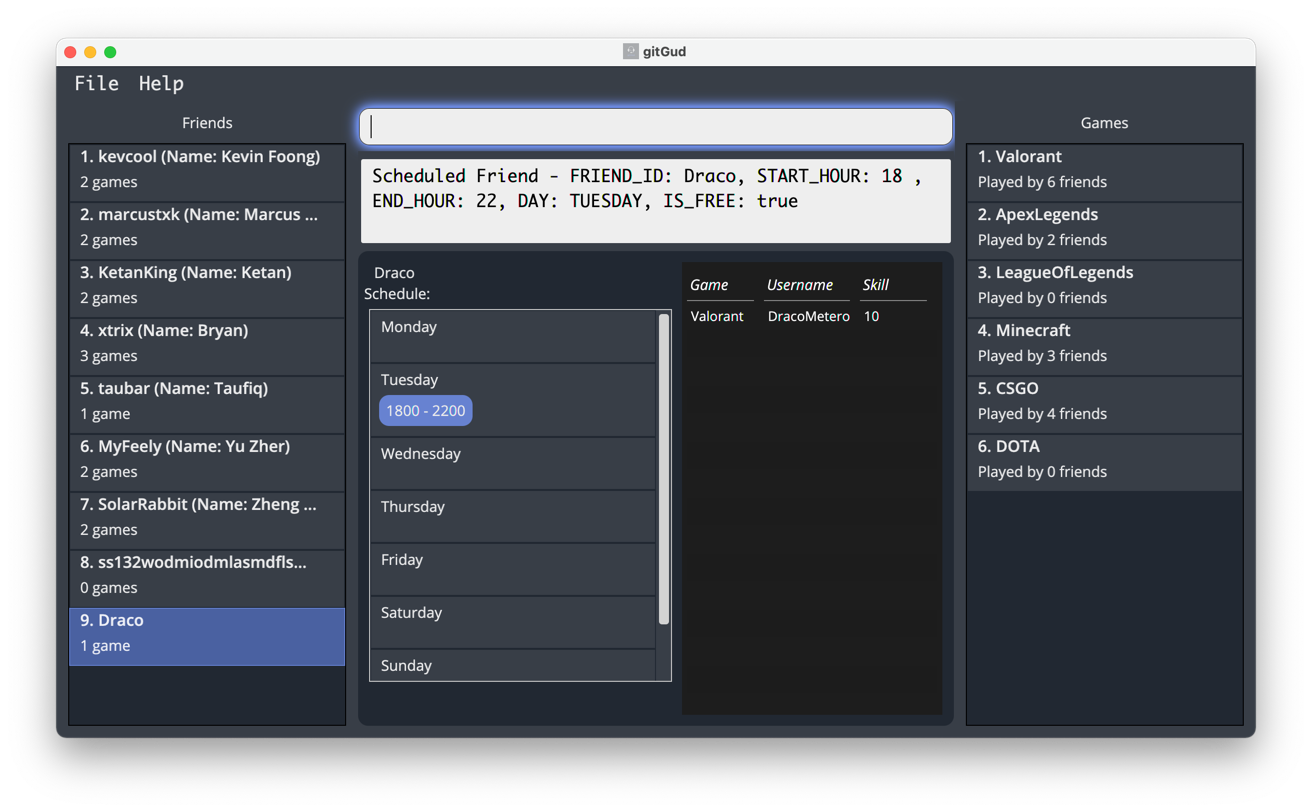 gitGud
File Help
Friends
1. kevcool (Name: Kevin Foong)
2 games
2. marcustxk (Name: Marcus ...
2 games
3. KetanKing (Name: Ketan)
2 games
4. xtrix (Name: Bryan)
3 games
5. taubar (Name: Taufiq)
1 game
6. MyFeely (Name: Yu Zher)
2 games
7. SolarRabbit (Name: Zheng ...
2 games
8. ss132wodmiodmlasmdfls...
0 games
9. Draco
1 game
Scheduled Friend - FRIEND_ID: Draco, START_HOUR: 18 ,
END_HOUR: 22, DAY: TUESDAY, IS_FREE: true
Draco
Schedule:
Monday
Tuesday
1800 - 2200
Wednesday
Thursday
Friday
Saturday
Sunday
Game Username Skill
Valorant DracoMetero 10
Games
1. Valorant
Played by 6 friends
2. ApexLegends
Played by 2 friends
3. LeagueOfLegends
Played by 0 friends
4. Minecraft
Played by 3 friends
5. CSGO
Played by 4 friends
6. DOTA
Played by 0 friends